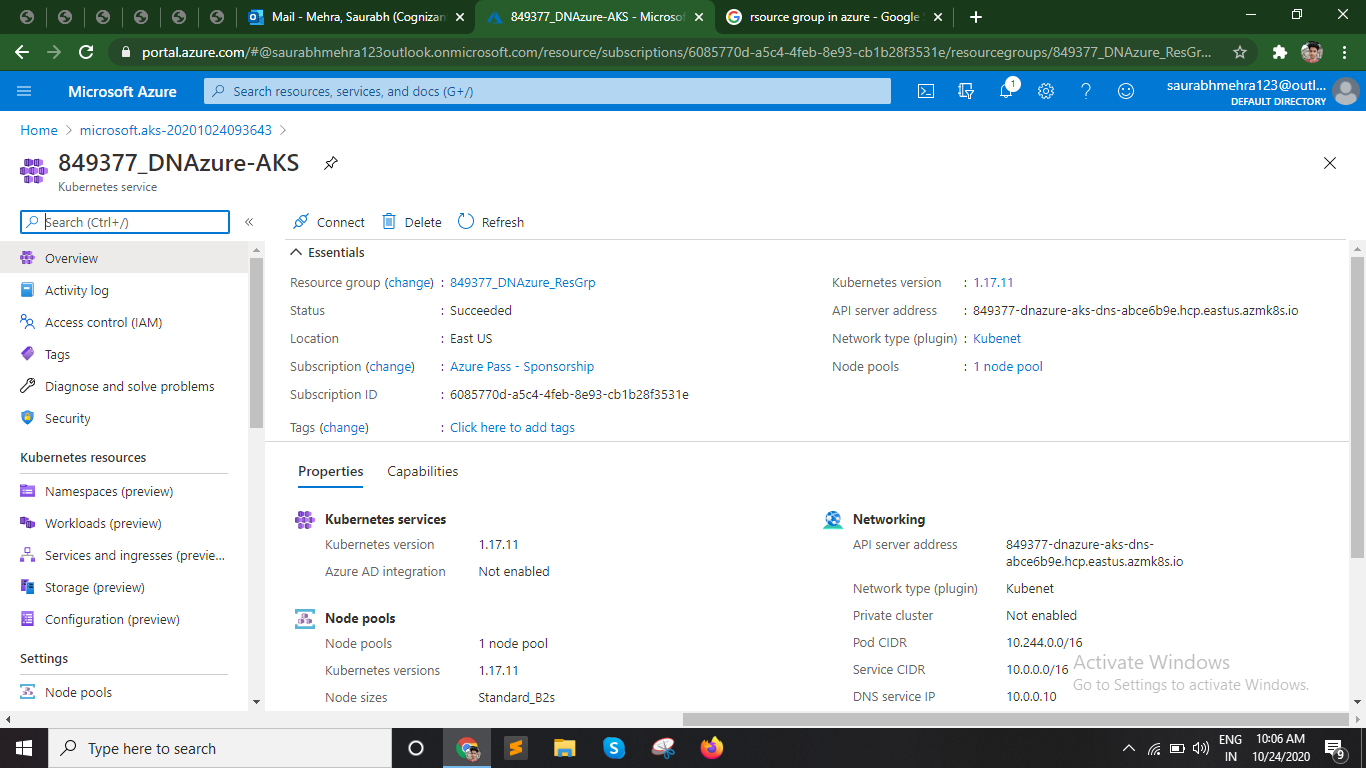 Mail - Mehra, Saurabh (Cognizan
849377_DNAzure-AKS - Microso
rsource group in azure - Google
portal.azure.com/#@saurabhmehra123outlook.onmicrosoft.com/resource/subscriptions/6085770d-a5c4-4feb-8e93-cb1b28f3531e/resourcegroups/849377_DNAzure_ResGr...
Microsoft Azure
Search resources, services, and docs (G+/)
1
saurabhmehra123@outl...
DEFAULT DIRECTORY
Home > microsoft.aks-20201024093643 >
849377_DNAzure-AKS
Kubernetes service
Search (Ctrl+/)
«
Connect
Delete
Refresh
Overview
Activity log
Access control (IAM)
Tags
Diagnose and solve problems
Security
Kubernetes resources
Namespaces (preview)
Workloads (preview)
Services and ingresses (previe...
Storage (preview)
Configuration (preview)
Settings
Node pools
Essentials
Resource group (change) : 849377_DNAzure_ResGrp
Status : Succeeded
Location : East US
Subscription (change) : Azure Pass - Sponsorship
Subscription ID : 6085770d-a5c4-4feb-8e93-cb1b28f3531e
Tags (change) : Click here to add tags
Kubernetes version : 1.17.11
API server address : 849377-dnazure-aks-dns-abce6b9e.hcp.eastus.azmk8s.io
Network type (plugin) : Kubenet
Node pools : 1 node pool
Properties
Capabilities
Kubernetes services
Kubernetes version 1.17.11
Azure AD integration Not enabled
Node pools
Node pools 1 node pool
Kubernetes versions 1.17.11
Node sizes Standard_B2s
Networking
API server address 849377-dnazure-aks-dns-
abce6b9e.hcp.eastus.azmk8s.io
Network type (plugin) Kubenet
Private cluster Not enabled
Pod CIDR 10.244.0.0/16
Service CIDR 10.0.0.0/16
DNS service IP 10.0.0.10
Activate Windows
Go to Settings to activate Windows.
Type here to search
ENG
IN
10:06 AM
10/24/2020
9